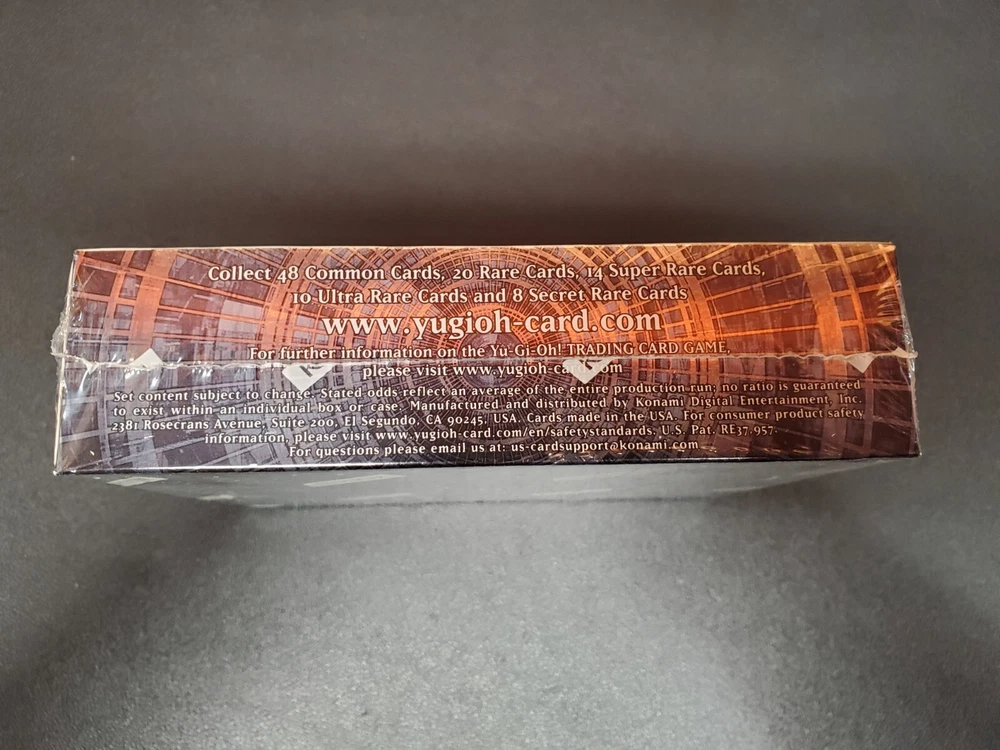 Collect 48 Common Cards, 20 Rare Cards, 14 Super Rare Cards,
10 Ultra Rare Cards and 8 Secret Rare Cards
www.yugioh-card.com
For further information on the Yu-Gi-Oh! TRADING CARD GAME,
please visit www.yugioh-card.com
Set content subject to change. Stated odds reflect an average of the entire production run; no ratio is guaranteed
to exist within an individual box or case. Manufactured and distributed by Konami Digital Entertainment, Inc.
2381 Rosecrans Avenue, Suite 200, El Segundo, CA 90245, USA. Cards made in the USA. For consumer product safety
information, please visit www.yugioh-card.com/en/safetystandards. U.S. Pat. RE37,957.
For questions please email us at: us-cardsupport@konami.com